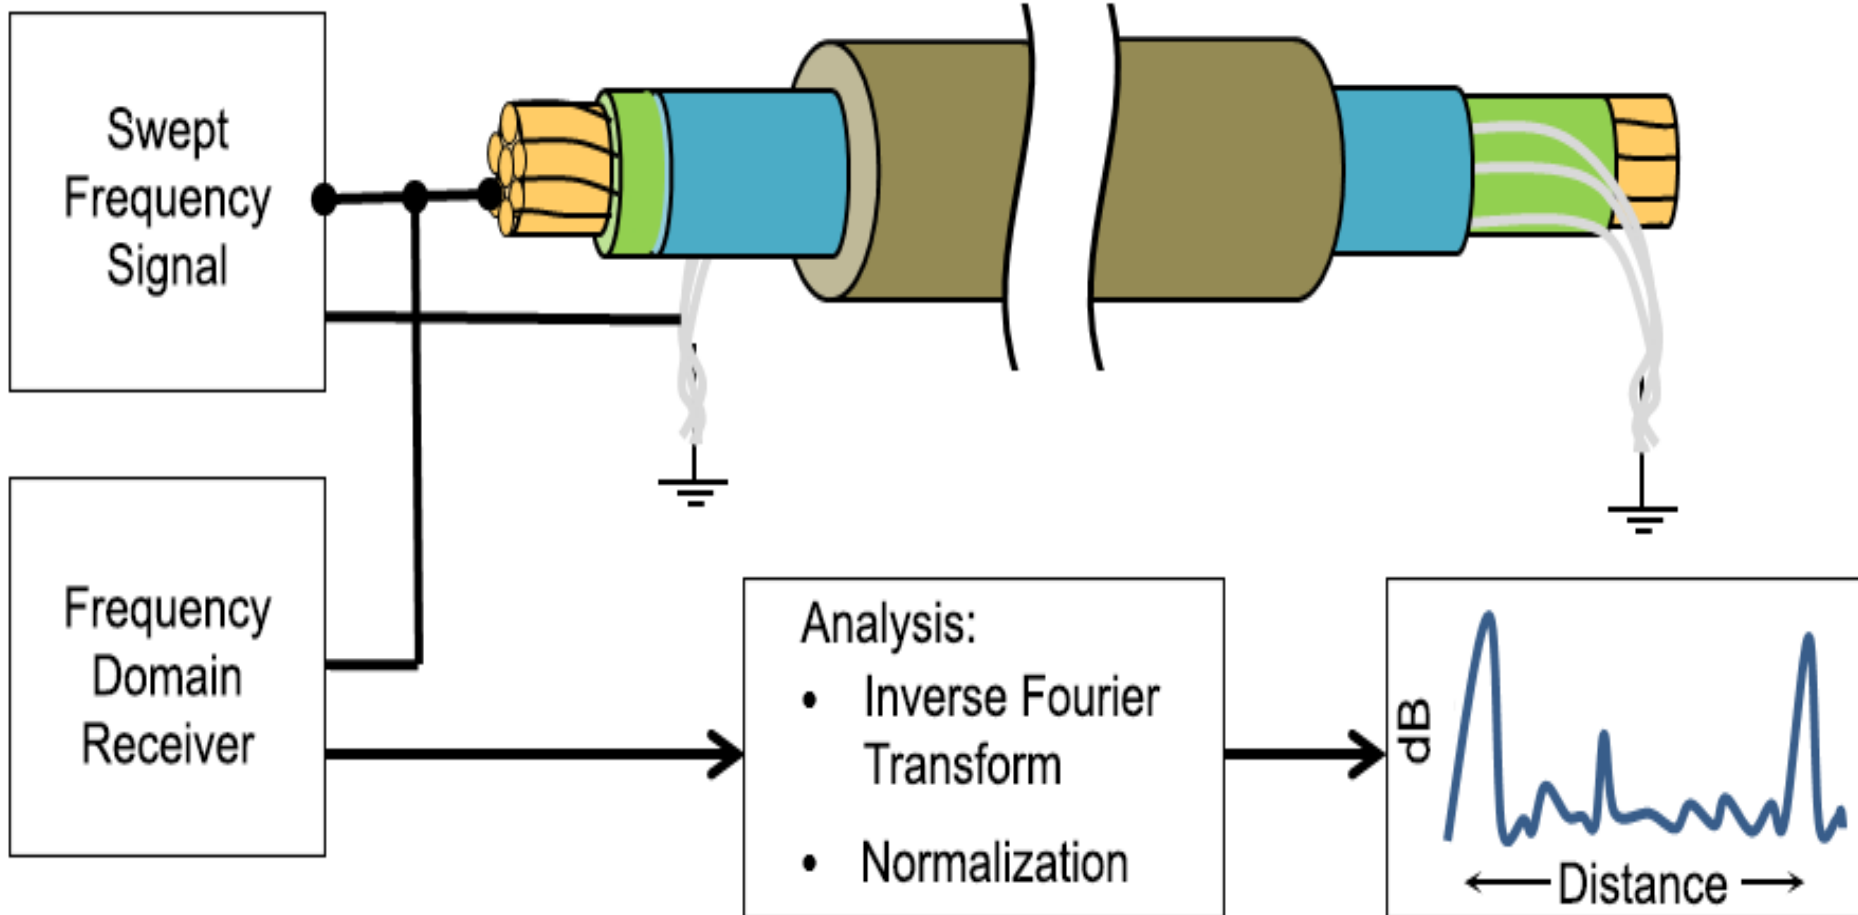 Swept
Frequency
Signal
Frequency
Domain
Receiver
Analysis:
• Inverse Fourier
Transform
• Normalization
dB
Distance